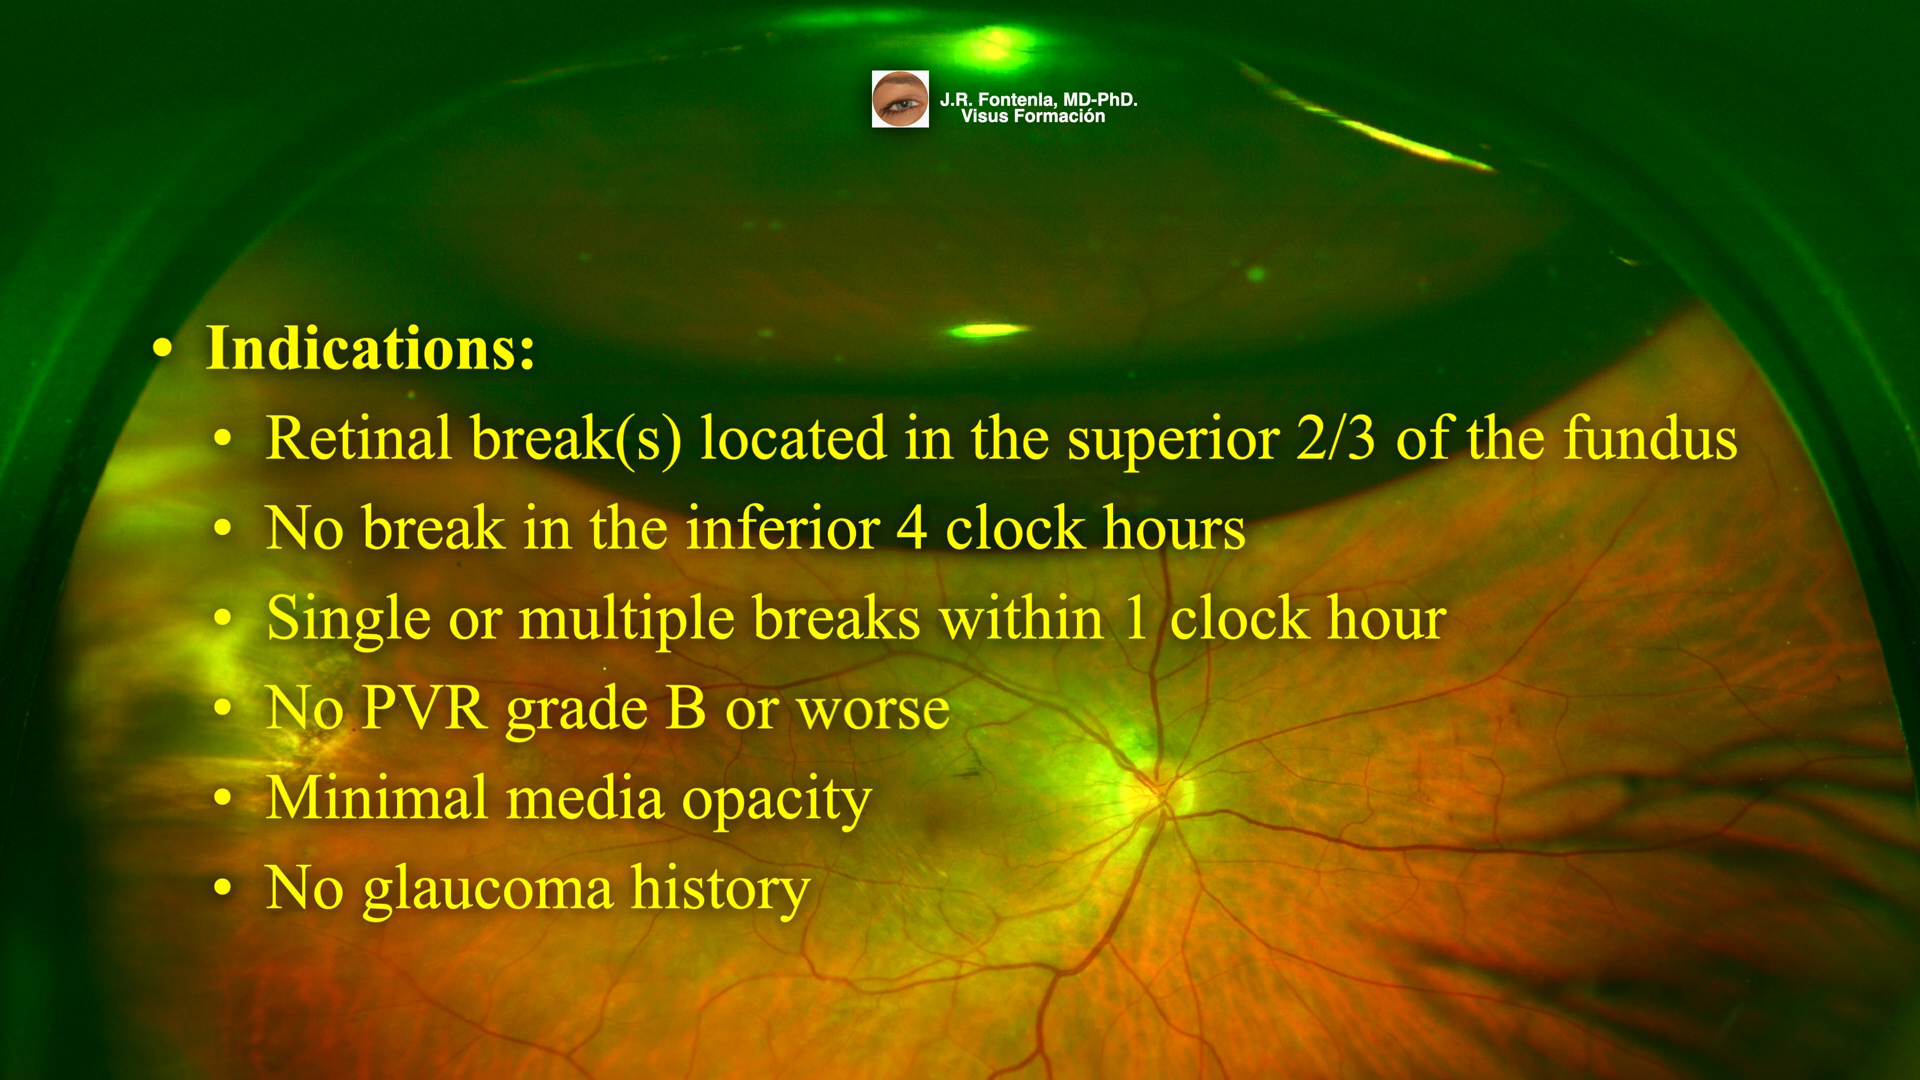 J.R. Fontenla, MD-PhD.
Visus Formación
• Indications:
• Retinal break(s) located in the superior 2/3 of the fundus
• No break in the inferior 4 clock hours
• Single or multiple breaks within 1 clock hour
• No PVR grade B or worse
• Minimal media opacity
• No glaucoma history